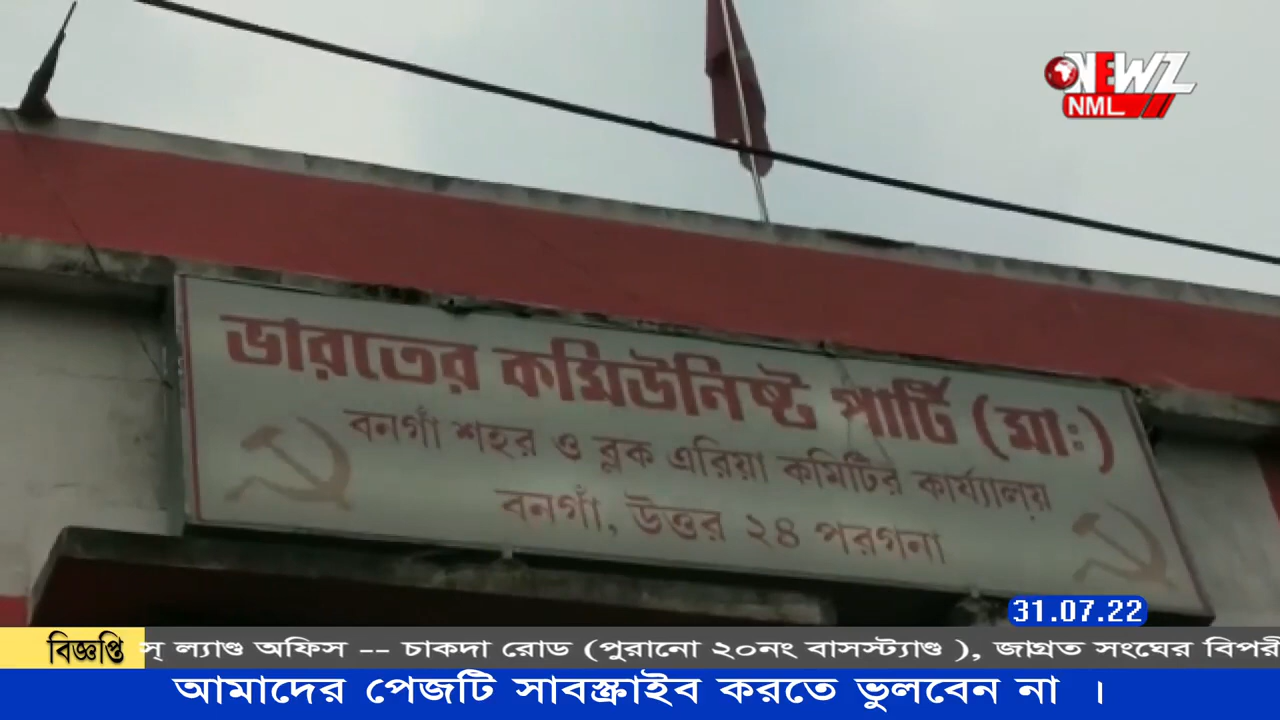 NEWZ
NML
ভারতের কমিউনিষ্ট পার্টি (মাঃ)
বনগাঁ শহর ও ব্লক এরিয়া কমিটির কার্য্যালয়
বনগাঁ, উত্তর ২৪ পরগনা
31.07.22
বিজ্ঞপ্তি
ল্যাণ্ড অফিস -- চাকদা রোড (পুরানো ২০নং বাসস্ট্যাণ্ড ), জাগ্রত সংঘের বিপরী
আমাদের পেজটি সাবস্ক্রাইব করতে ভুলবেন না ।